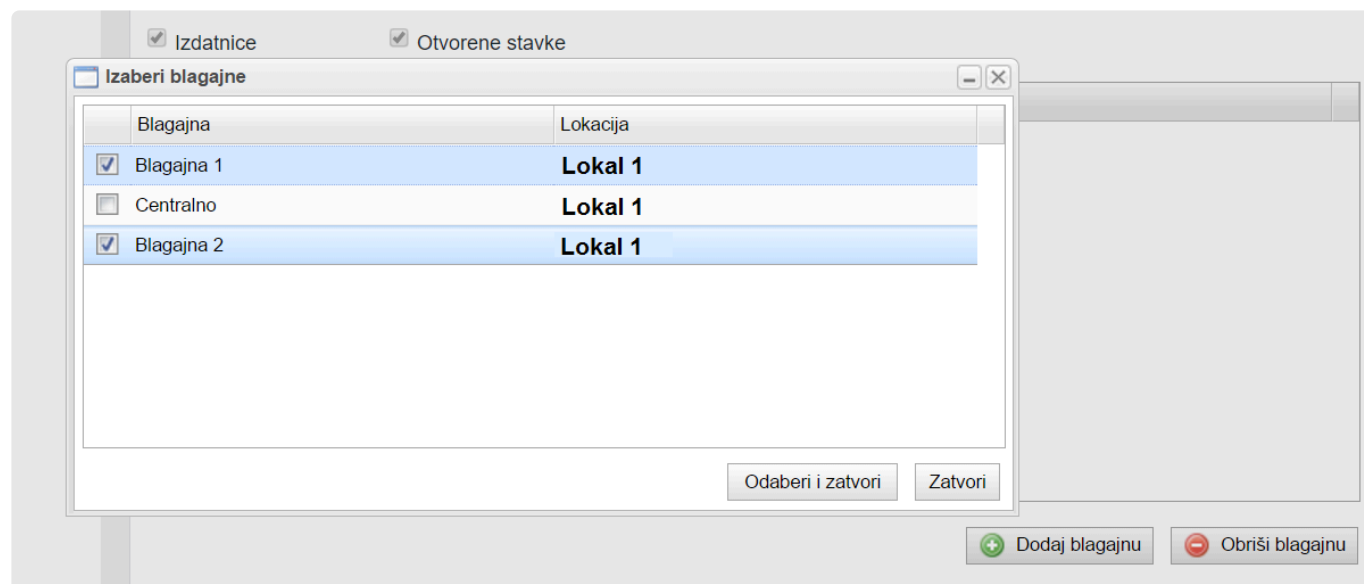 Izdatnice Otvorene stavke
Izaberi blagajne
Blagajna Lokacija
Blagajna 1 Lokal 1
Centralno Lokal 1
Blagajna 2 Lokal 1
Odaberi i zatvori Zatvori
Dodaj blagajnu Obriši blagajnu